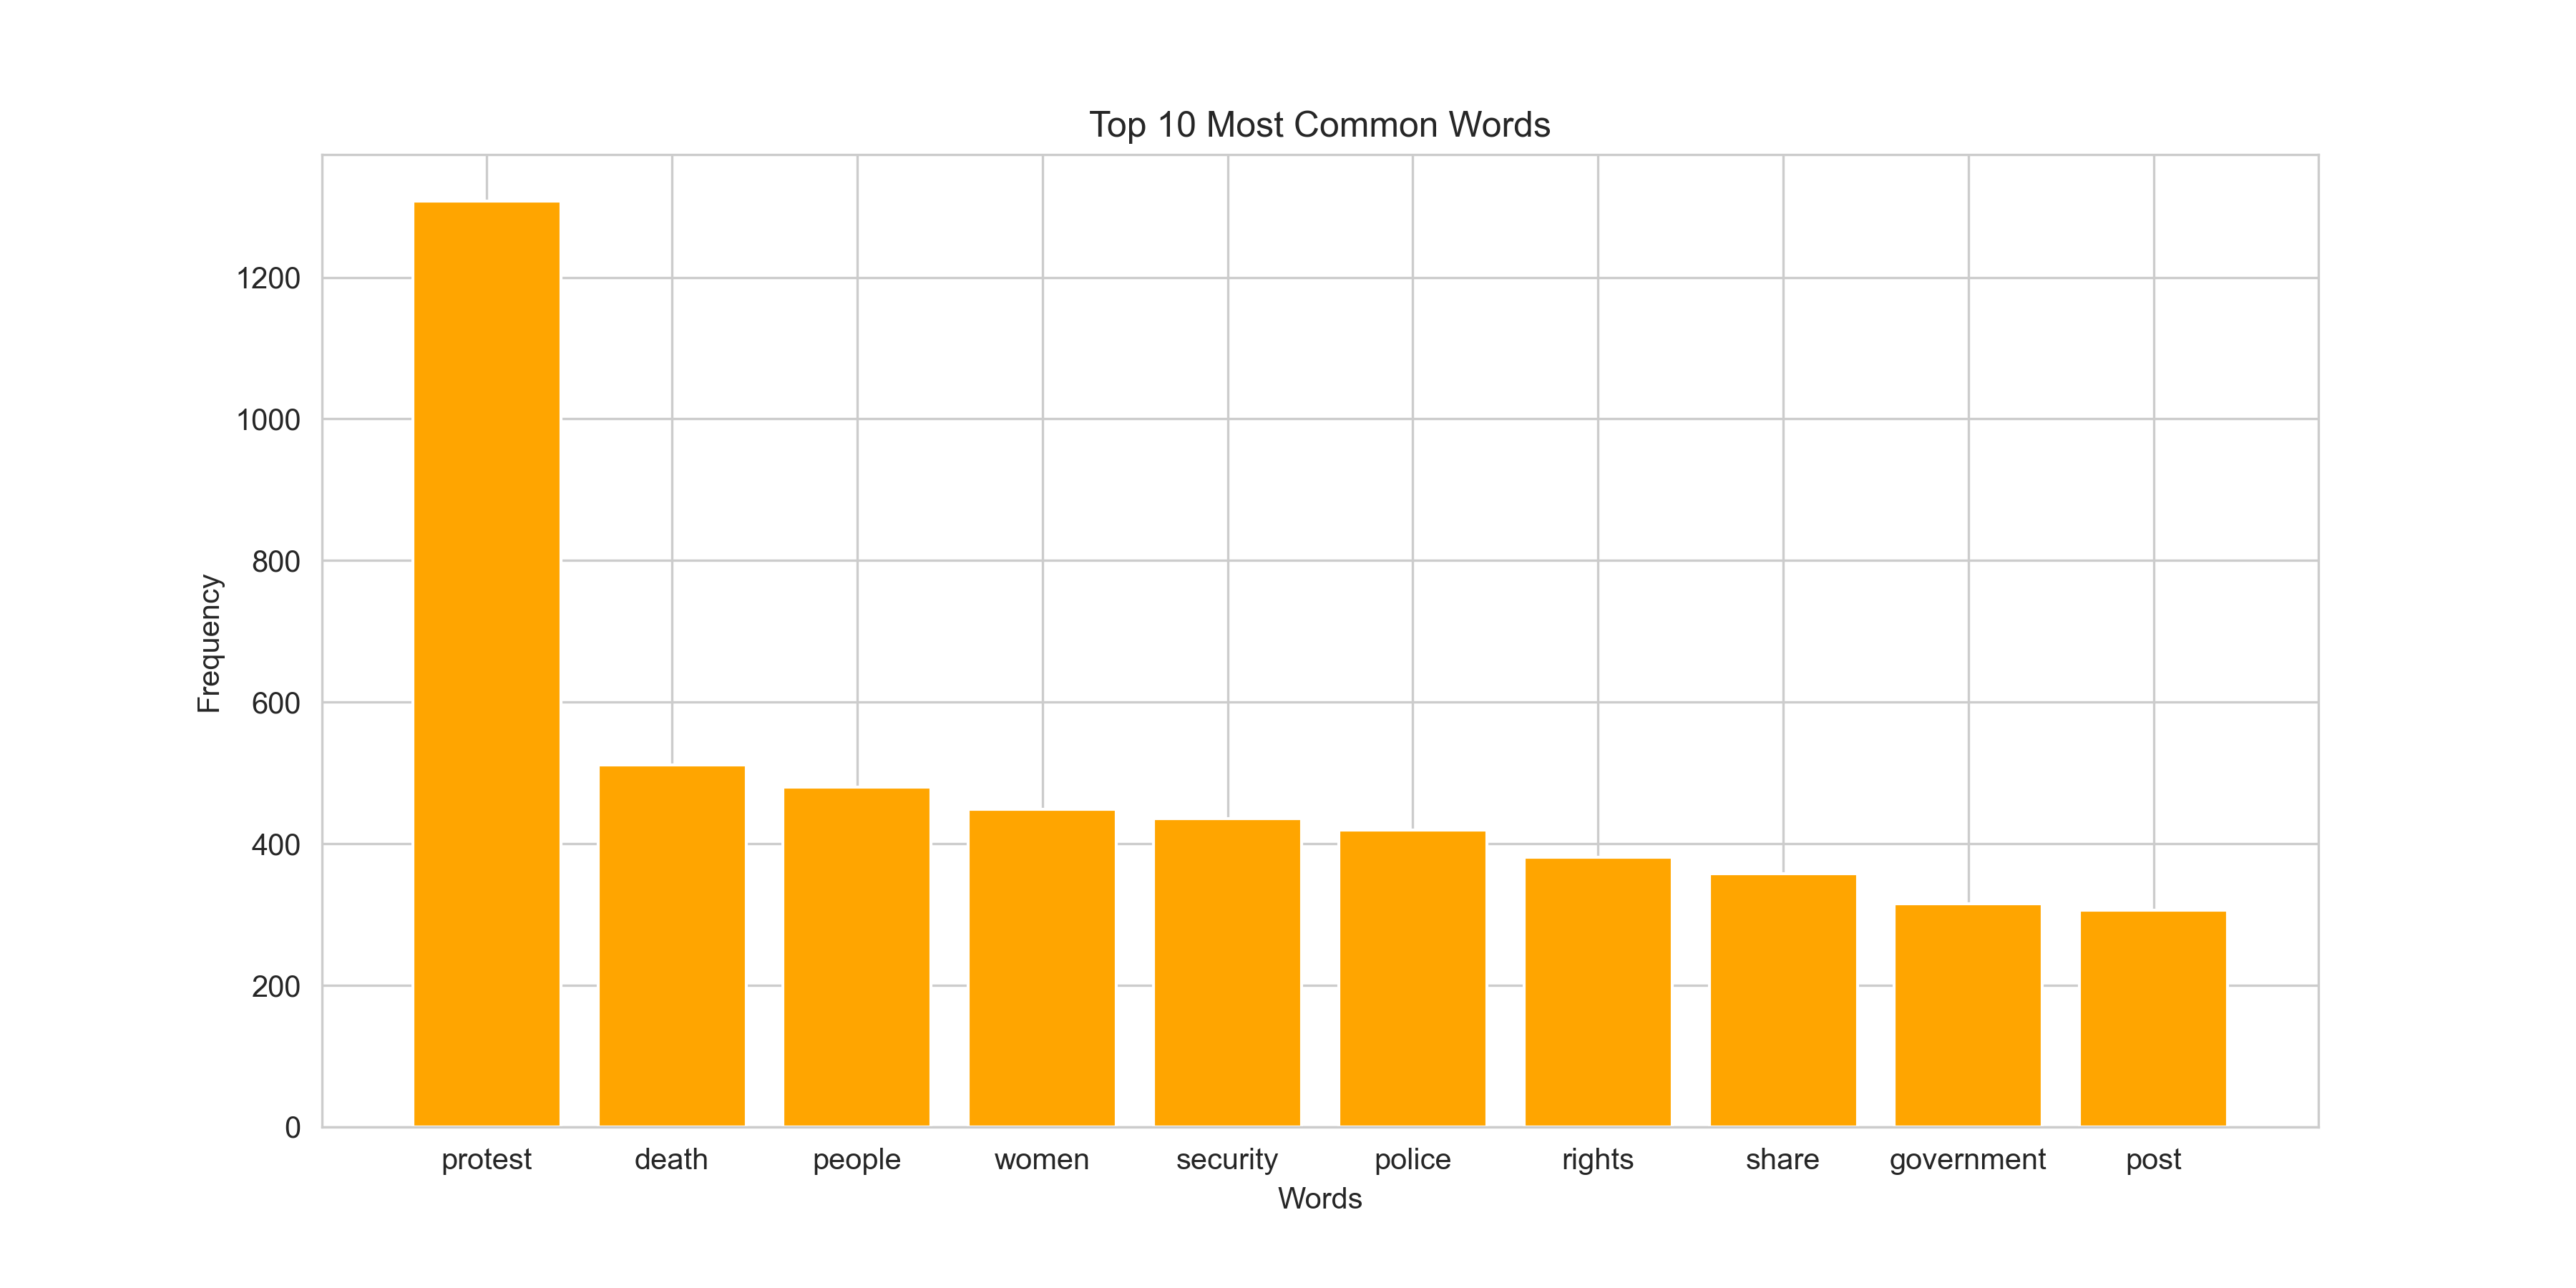 Top 10 Most Common Words
1200
1000
800
600
400
200
0
Frequency
protest death people women security police rights share government post
Words